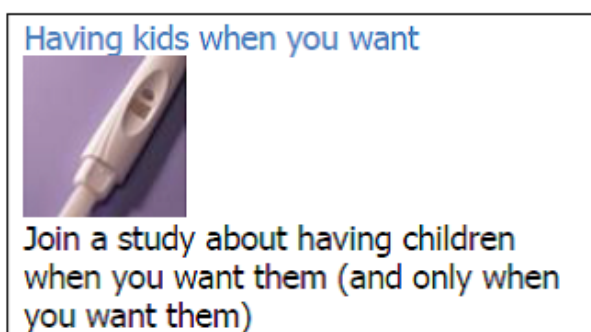 Having kids when you want
Join a study about having children
when you want them (and only when
you want them)